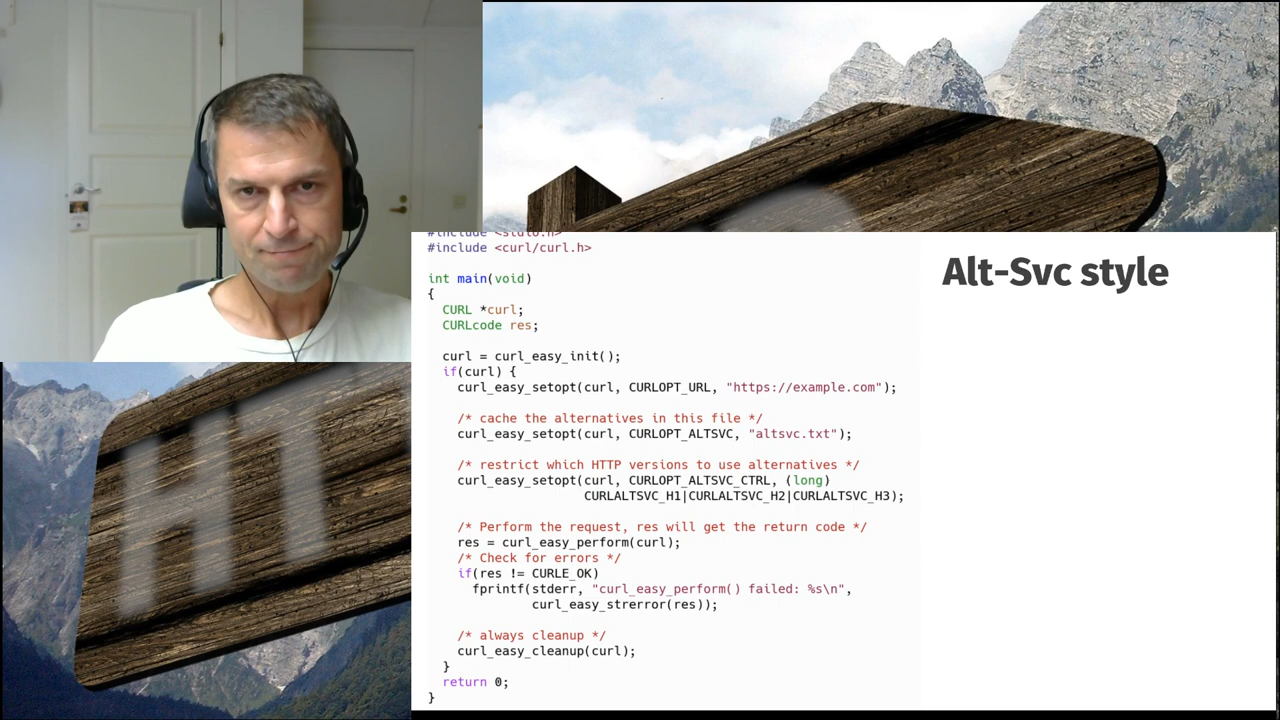 #include <stdio.h>
#include <curl/curl.h>
Alt-Svc style
int main(void)
{
CURL *curl;
CURLcode res;
curl = curl_easy_init();
if(curl) {
curl_easy_setopt(curl, CURLOPT_URL, "https://example.com");
/* cache the alternatives in this file */
curl_easy_setopt(curl, CURLOPT_ALTSVC, "altsvc.txt");
/* restrict which HTTP versions to use alternatives */
curl_easy_setopt(curl, CURLOPT_ALTSVC_CTRL, (long)
CURLALTSVC_H1|CURLALTSVC_H2|CURLALTSVC_H3);
/* Perform the request, res will get the return code */
res = curl_easy_perform(curl);
/* Check for errors */
if(res != CURLE_OK)
fprintf(stderr, "curl_easy_perform() failed: %s\n",
curl_easy_strerror(res));
/* always cleanup */
curl_easy_cleanup(curl);
}
return 0;
}
HT